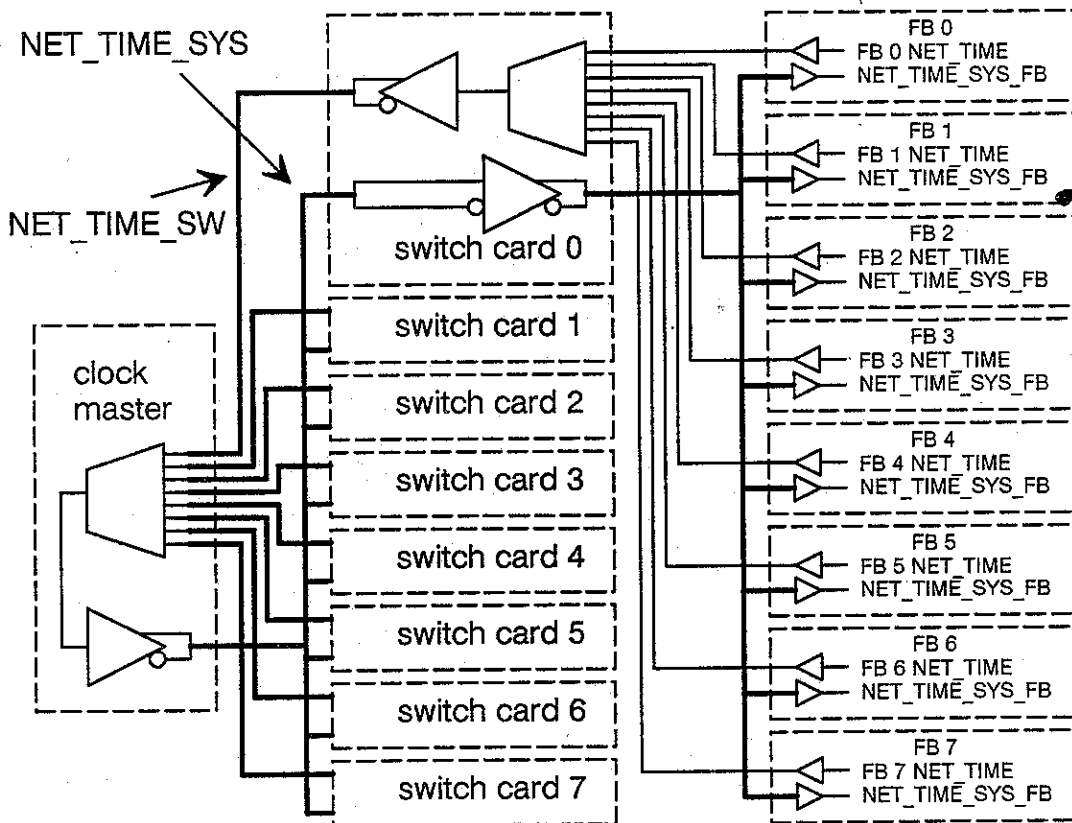 NET_TIME_SYS
NET_TIME_SW
clock
master
switch card 0
switch card 1
switch card 2
switch card 3
switch card 4
switch card 5
switch card 6
switch card 7
FB 0
FB 0 NET_TIME
NET_TIME_SYS_FB
FB 1
FB 1 NET_TIME
NET_TIME_SYS_FB
FB 2
FB 2 NET_TIME
NET_TIME_SYS_FB
FB 3
FB 3 NET_TIME
NET_TIME_SYS_FB
FB 4
FB 4 NET_TIME
NET_TIME_SYS_FB
FB 5
FB 5 NET_TIME
NET_TIME_SYS_FB
FB 6
FB 6 NET_TIME
NET_TIME_SYS_FB
FB 7
FB 7 NET_TIME
NET_TIME_SYS_FB